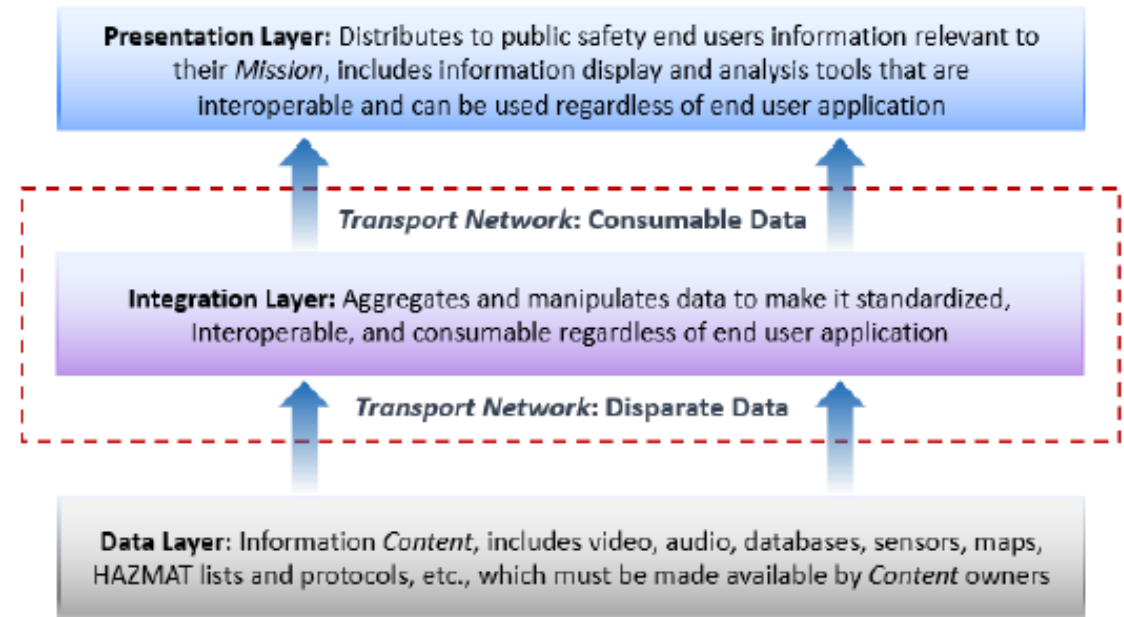 Presentation Layer: Distributes to public safety end users information relevant to
their Mission, includes information display and analysis tools that are
interoperable and can be used regardless of end user application
Transport Network: Consumable Data
Integration Layer: Aggregates and manipulates data to make it standardized,
Interoperable, and consumable regardless of end user application
Transport Network: Disparate Data
Data Layer: Information Content, includes video, audio, databases, sensors, maps,
HAZMAT lists and protocols, etc., which must be made available by Content owners